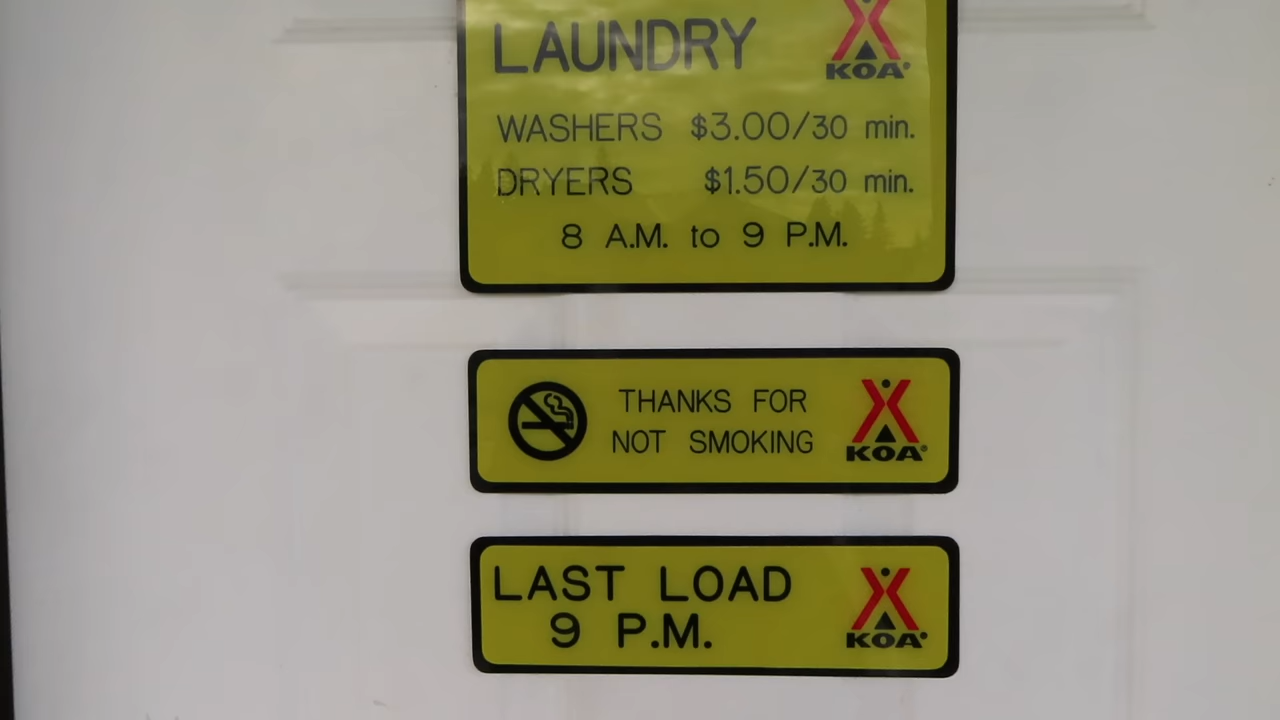 LAUNDRY
KOA
WASHERS $3.00/30 min.
DRYERS $1.50/30 min.
8 A.M. to 9 P.M.
THANKS FOR
NOT SMOKING
KOA®
LAST LOAD
9 P.M.
KOA®